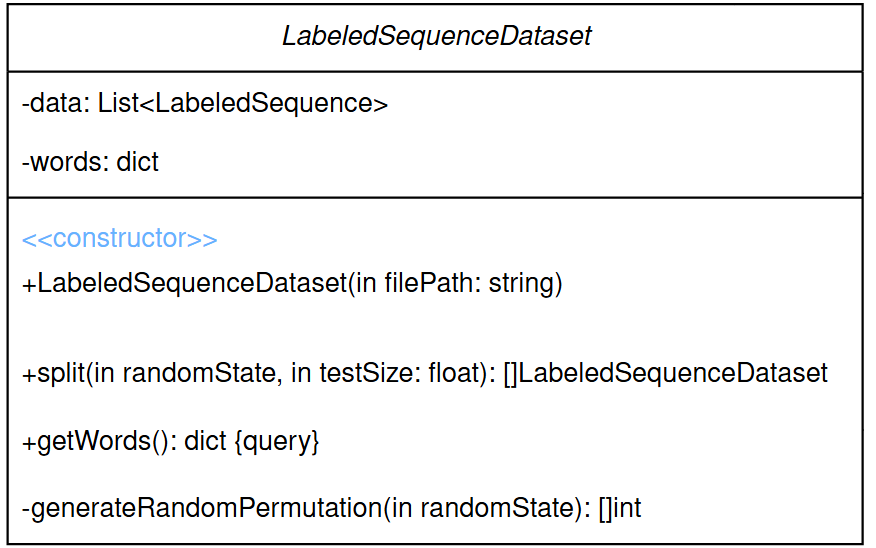 LabeledSequenceDataset
-data: List<LabeledSequence>
-words: dict
<<constructor>>
+LabeledSequenceDataset(in filePath: string)
+split(in randomState, in testSize: float): []LabeledSequenceDataset
+getWords(): dict {query}
-generateRandomPermutation(in randomState): []int